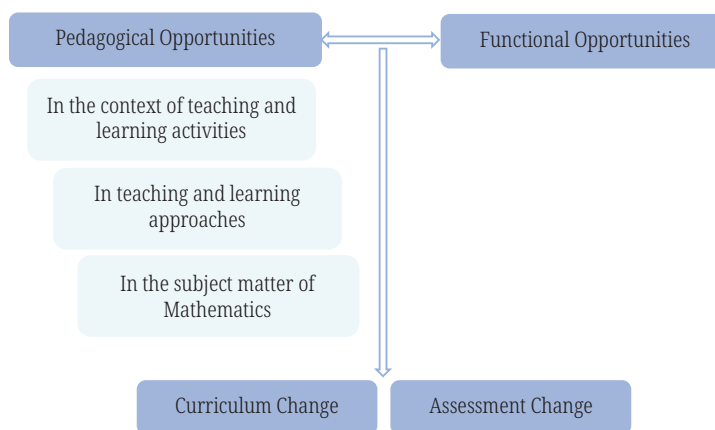 Pedagogical Opportunities
Functional Opportunities
In the context of teaching and
learning activities
In teaching and learning
approaches
In the subject matter of
Mathematics
Curriculum Change
Assessment Change